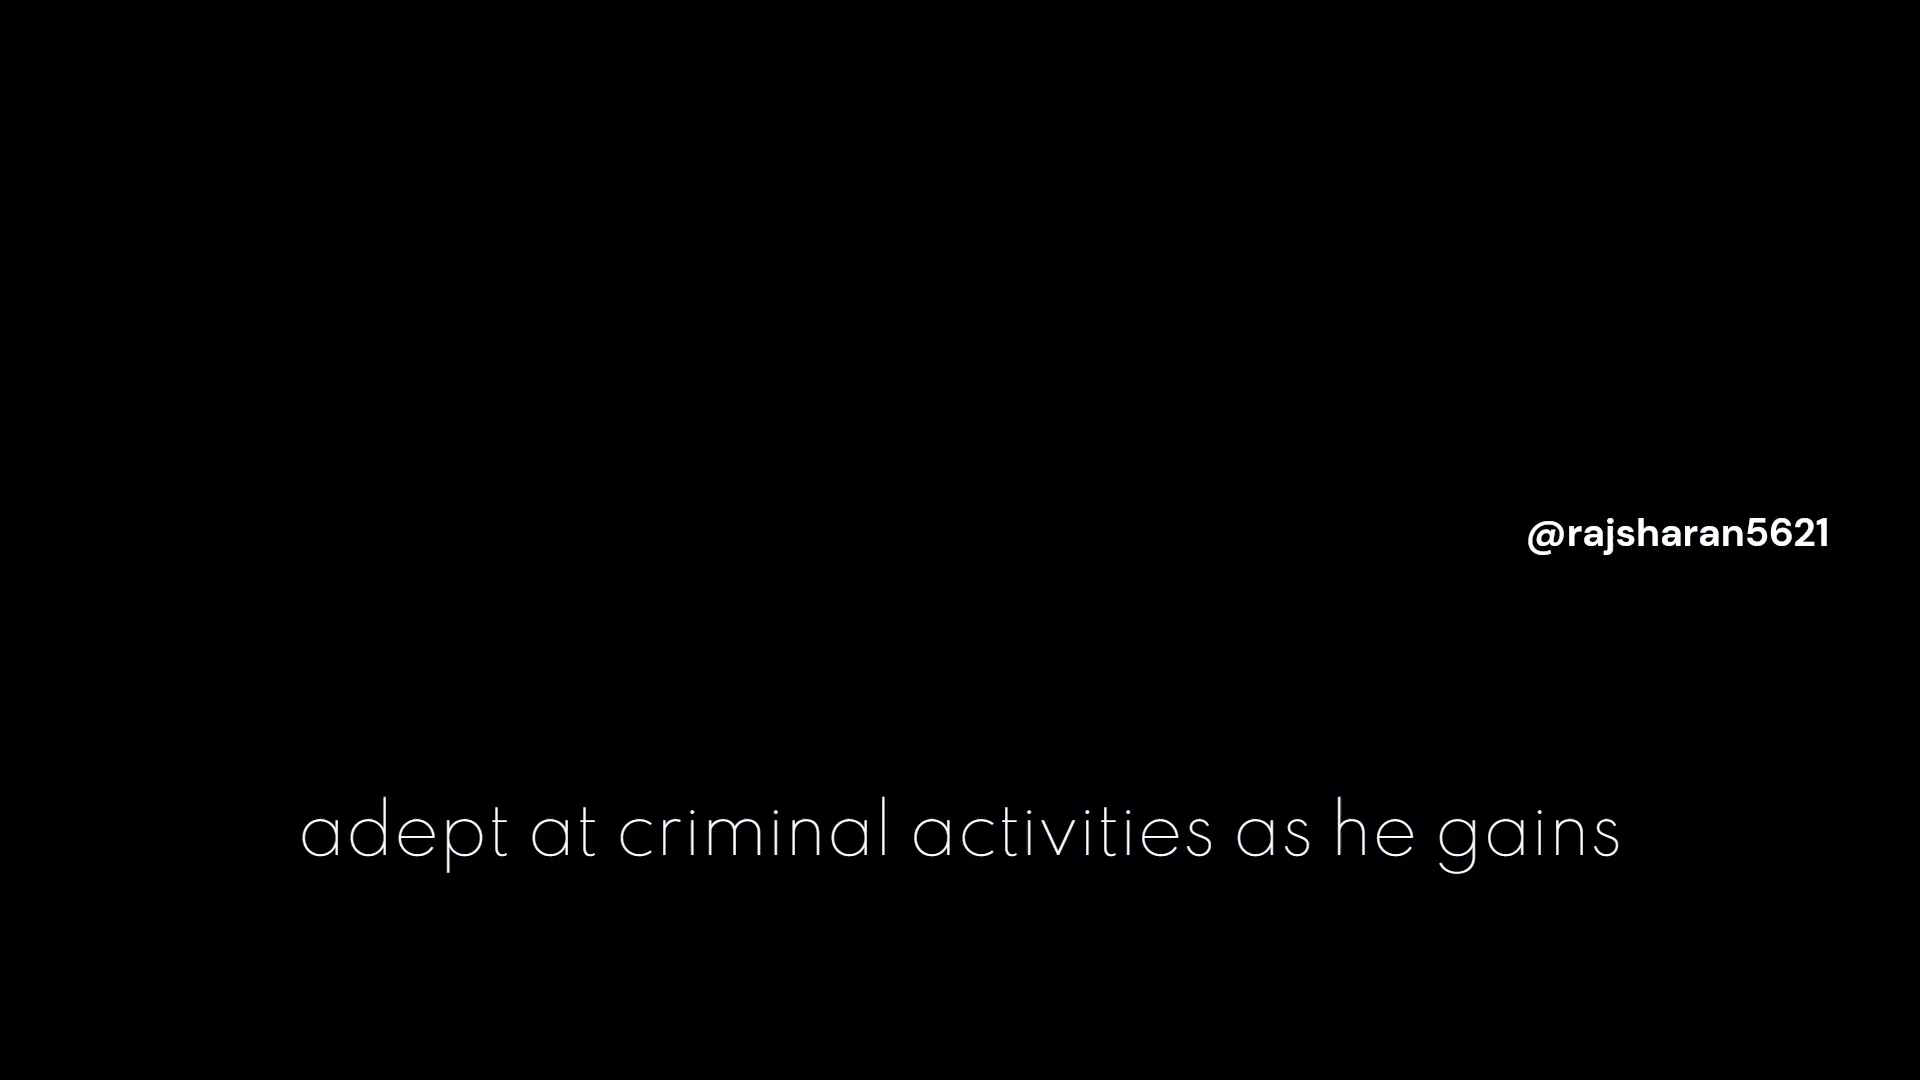 @rajsharan5621
adept at criminal activities as he gains